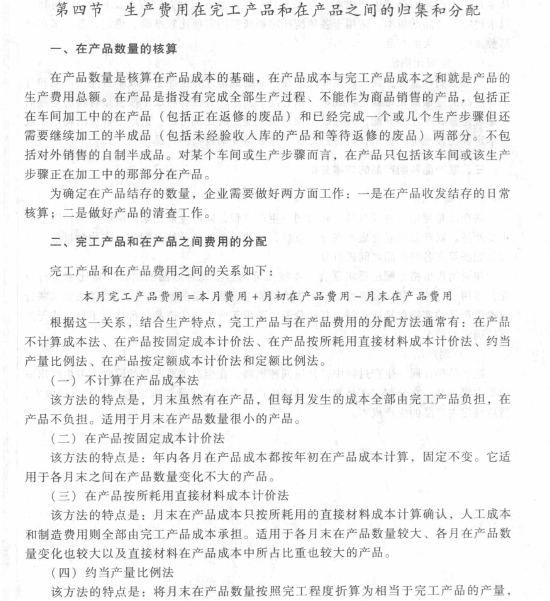 第四节 生产费用在完工产品和在产品之间的归集和分配
一、在产品数量的核算
在产品数量是核算在产品成本的基础，在产品成本与完工产品成本之和就是产品的
生产费用总额。在产品是指没有完成全部生产过程、不能作为商品销售的产品，包括正
在车间加工中的在产品（包括正在返修的废品）和已经完成一个或几个生产步骤但还
需要继续加工的半成品（包括未经验收入库的产品和等待返修的废品）两部分。不包
括对外销售的自制半成品。对某个车间或生产步骤而言，在产品只包括该车间或该生产
步骤正在加工中的那部分在产品。
为确定在产品结存的数量，企业需要做好两方面工作：一是在产品收发结存的日常
核算；二是做好产品的清查工作。
二、完工产品和在产品之间费用的分配
完工产品和在产品费用之间的关系如下：
本月完工产品费用=本月费用+月初在产品费用-月末在产品费用
根据这一关系，结合生产特点，完工产品与在产品费用的分配方法通常有：在产品
不计算成本法、在产品按固定成本计价法、在产品按所耗用直接材料成本计价法、约当
产量比例法、在产品按定额成本计价法和定额比例法。
（一）不计算在产品成本法
该方法的特点是，月末虽然有在产品，但每月发生的成本全部由完工产品负担，在
产品不负担。适用于月末在产品数量很小的产品。
（二）在产品按固定成本计价法
该方法的特点是：年内各月在产品成本都按年初在产品成本计算，固定不变。它适
用于各月末之间在产品数量变化不大的产品。
（三）在产品按所耗用直接材料成本计价法
该方法的特点是：月末在产品成本只按所耗用的直接材料成本计算确认，人工成本
和制造费用则全部由完工产品成本承担。适用于各月末在产品数量较大、各月在产品数
量变化也较大以及直接材料在产品成本中所占比重也较大的产品。
（四）约当产量比例法
该方法的特点是：将月末在产品数量按照完工程度折算为相当于完工产品的产量，